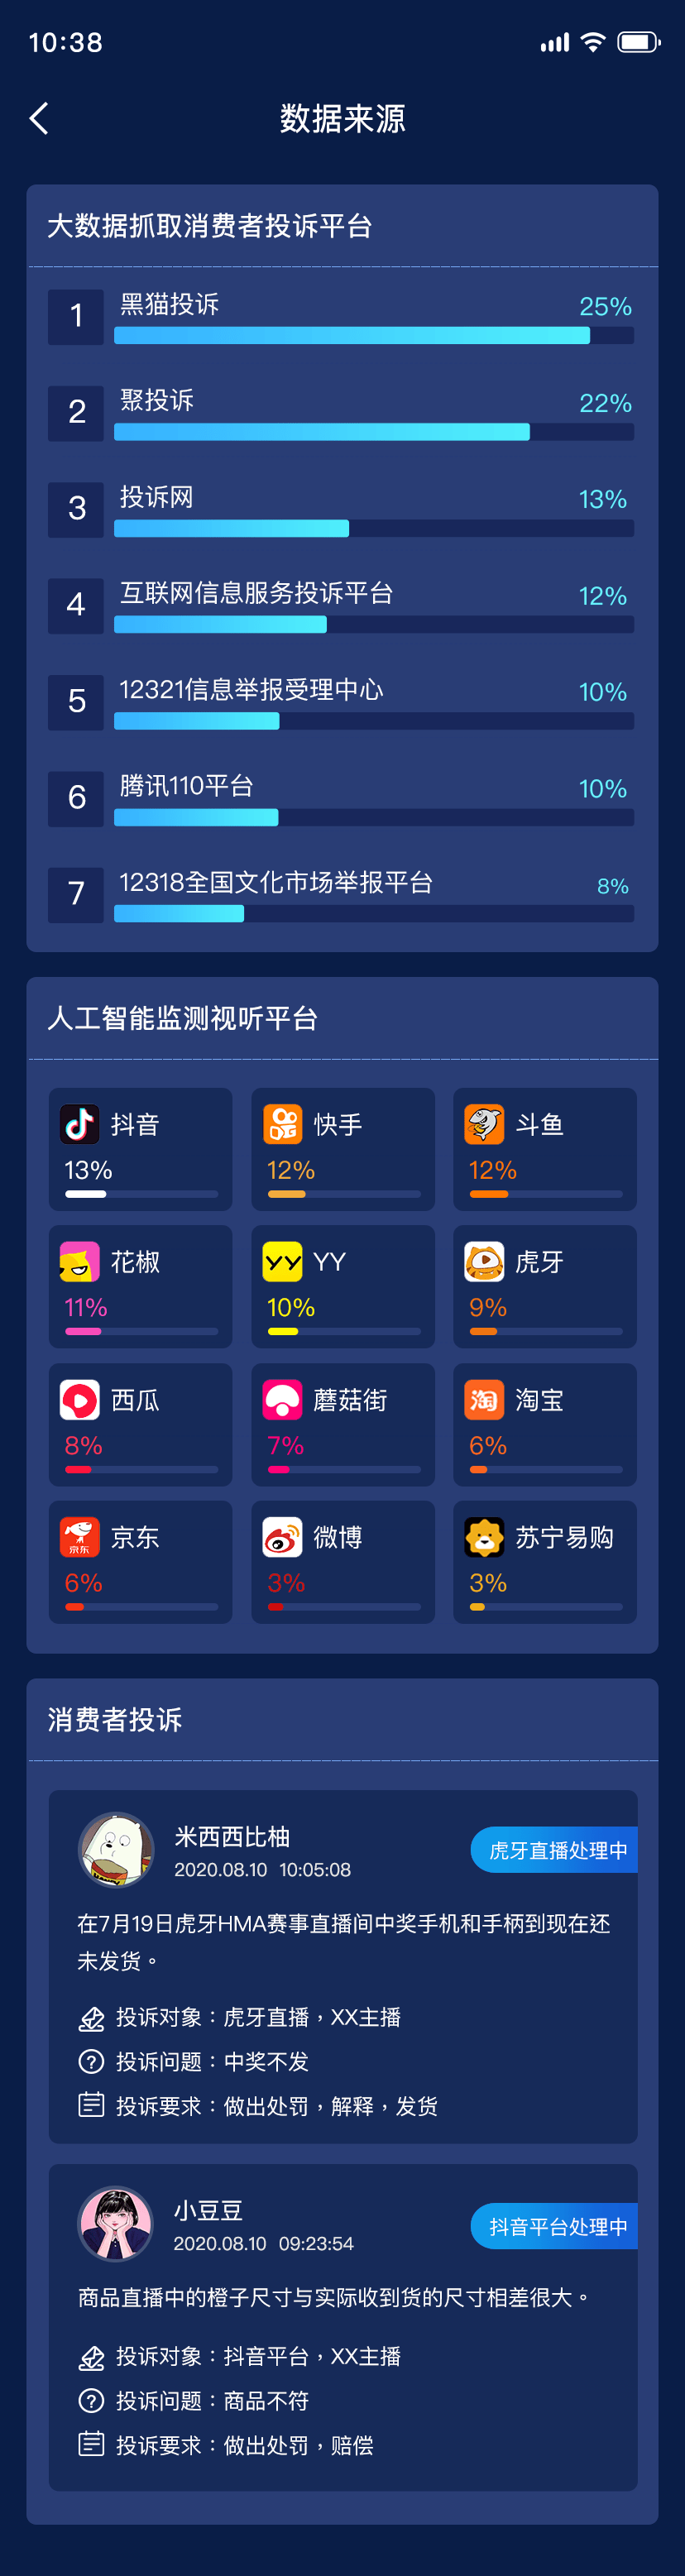 10:38
数据来源
大数据抓取消费者投诉平台
1 黑猫投诉 25%
2 聚投诉 22%
3 投诉网 13%
4 互联网信息服务投诉平台 12%
5 12321信息举报受理中心 10%
6 腾讯110平台 10%
7 12318全国文化市场举报平台 8%
人工智能监测视听平台
抖音 快手 斗鱼
13% 12% 12%
花椒 YY YY 虎牙
11% 10% 9%
西瓜 蘑菇街 淘 淘宝
8% 7% 6%
京东 京东 微博 苏宁易购
6% 3% 3%
消费者投诉
米西西比柚
2020.08.10 10:05:08
虎牙直播处理中
在7月19日虎牙HMA赛事直播间中奖手机和手柄到现在还
未发货。
投诉对象：虎牙直播，XX主播
投诉问题：中奖不发
投诉要求：做出处罚，解释，发货
小豆豆
2020.08.10 09:23:54
抖音平台处理中
商品直播中的橙子尺寸与实际收到货的尺寸相差很大。
投诉对象：抖音平台，XX主播
投诉问题：商品不符
投诉要求：做出处罚，赔偿